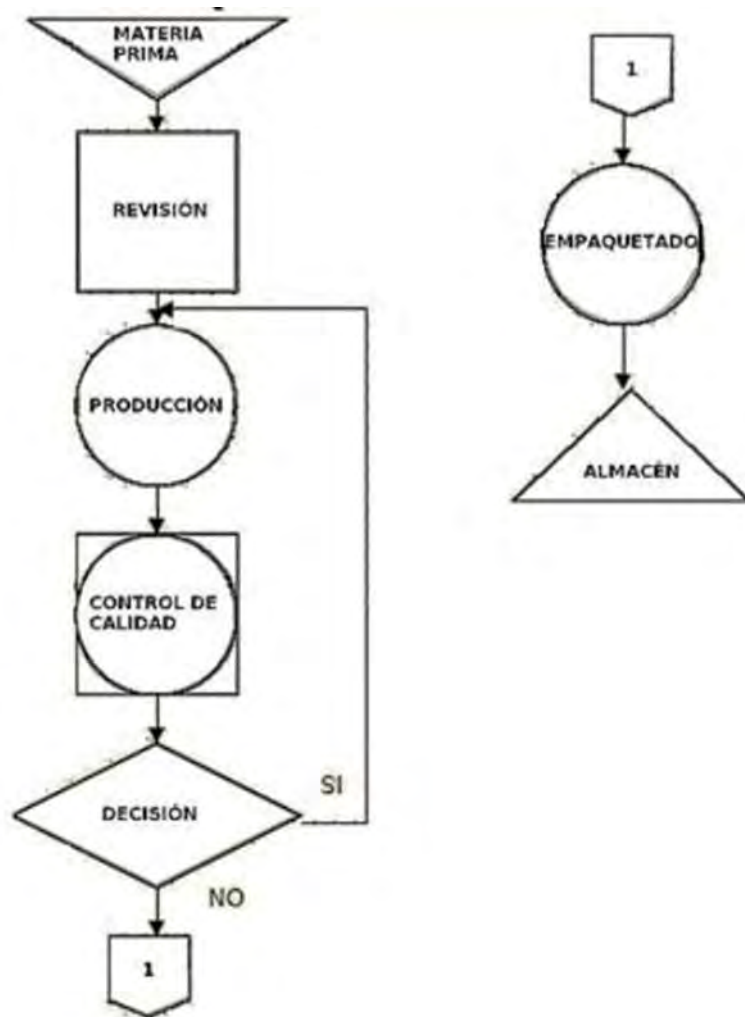 MATERIA
PRIMA
REVISIÓN
PRODUCCIÓN
CONTROL DE
CALIDAD
DECISIÓN
SI
NO
1
1
EMPAQUETADO
ALMACÉN